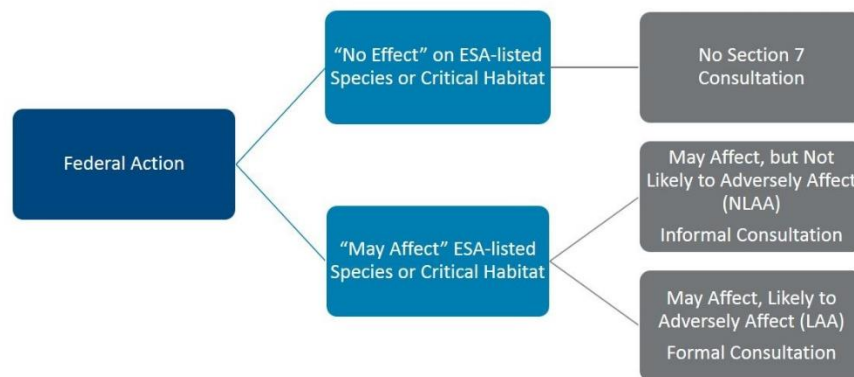 Federal Action
“No Effect” on ESA-listed
Species or Critical Habitat
No Section 7
Consultation
“May Affect” ESA-listed
Species or Critical Habitat
May Affect, but Not
Likely to Adversely Affect
(NLAA)
Informal Consultation
May Affect, Likely to
Adversely Affect (LAA)
Formal Consultation